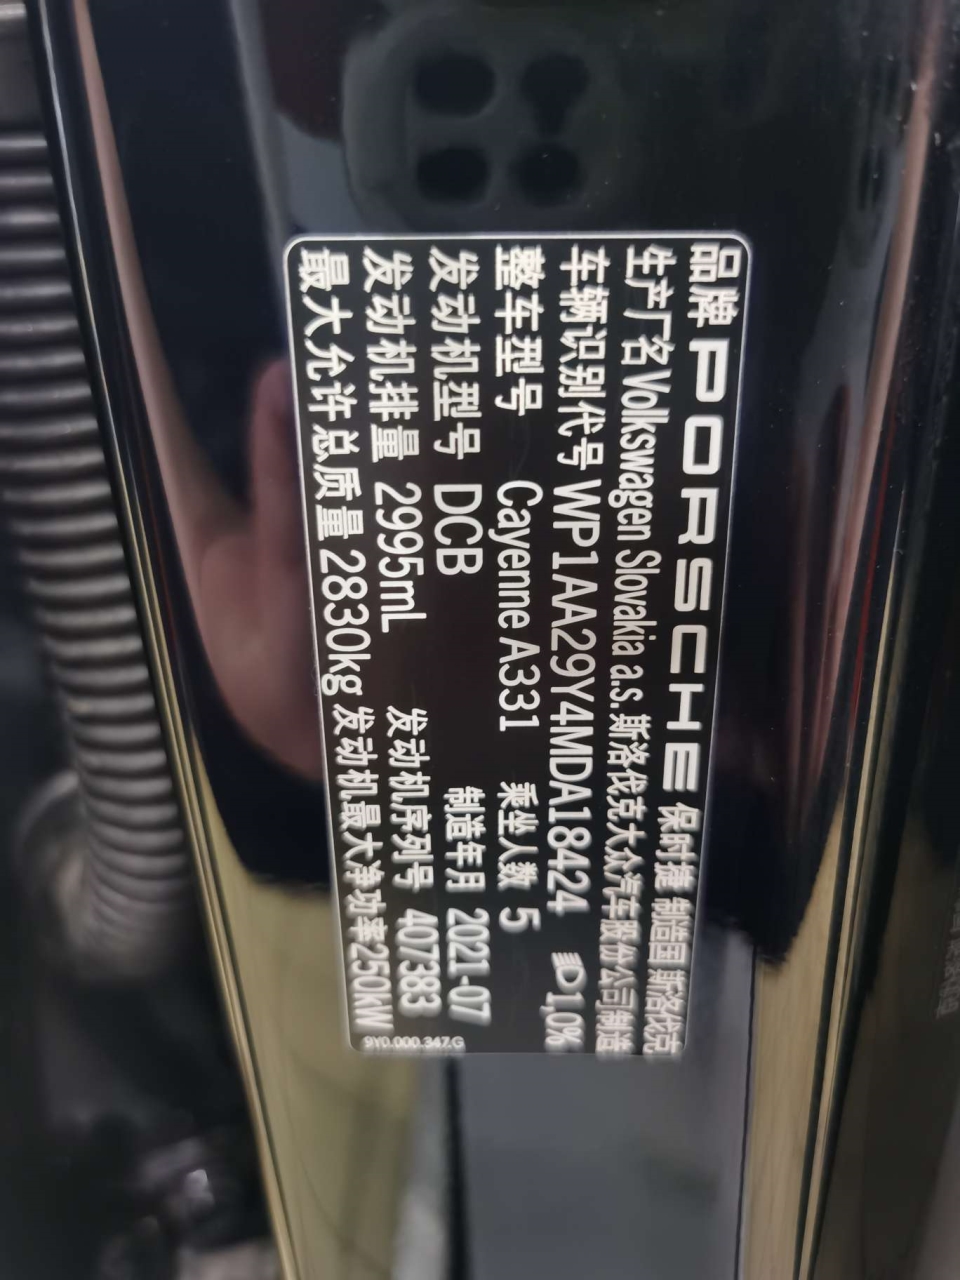 品牌 PORSCHE 保时捷 制造国 斯洛伐克
生产厂名 Volkswagen Slovakia a.s. 斯洛伐克大众汽车股份公司制造
车辆识别代号 WP1AA29Y4MDA18424 1,0%
整车型号 Cayenne A331 乘坐人数 5
发动机型号 DCB 制造年月 2021-07
发动机排量 2995mL 发动机序列号 407383
最大允许总质量 2830kg 发动机最大净功率 250kW
9Y0.000.347.G